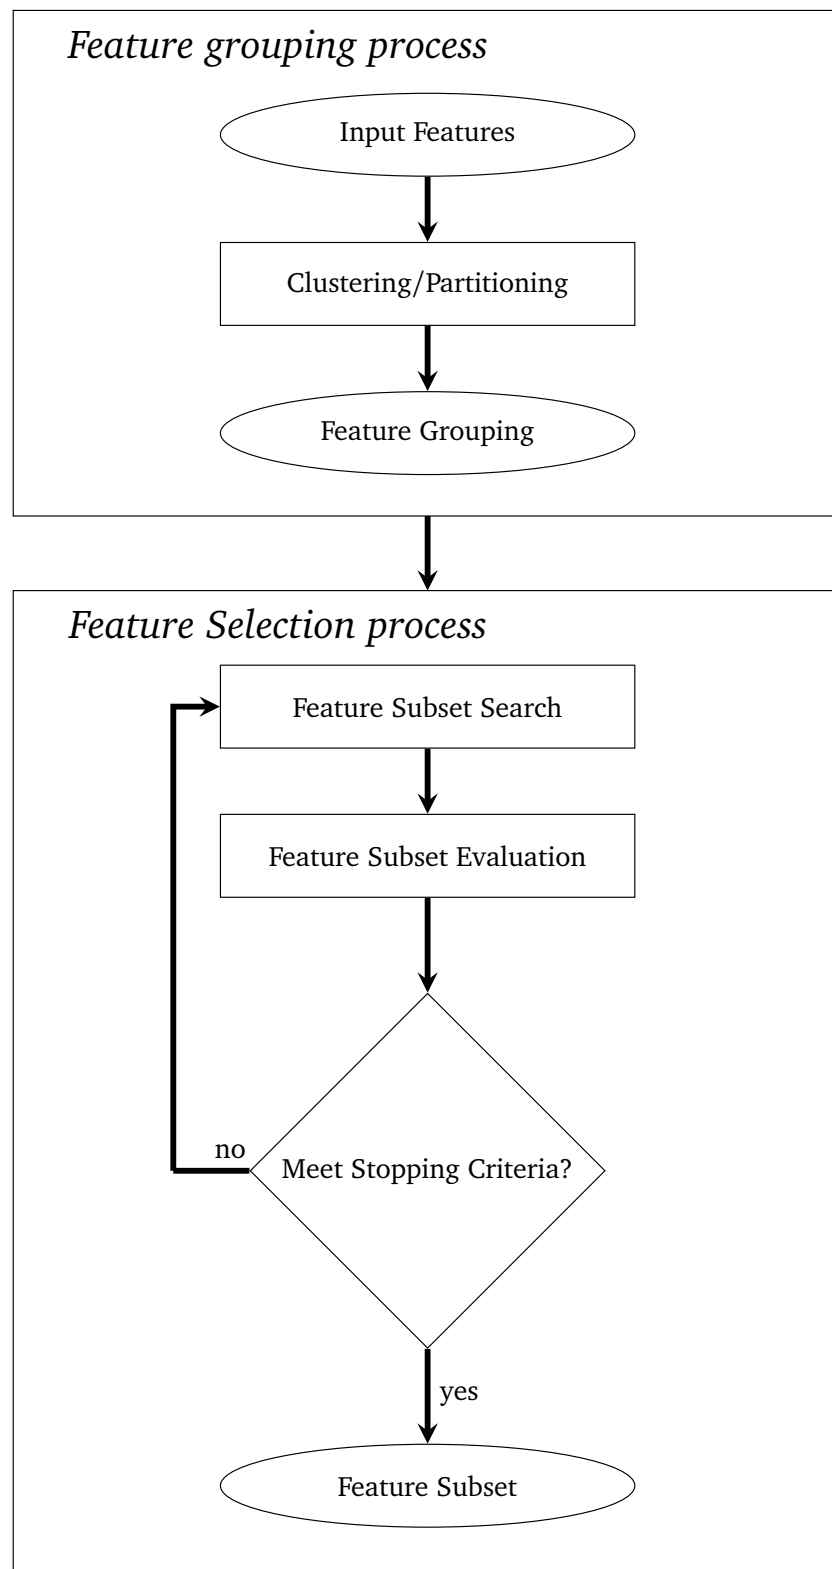 Feature grouping process
Input Features
Clustering/Partitioning
Feature Grouping
Feature Selection process
Feature Subset Search
Feature Subset Evaluation
no
Meet Stopping Criteria?
yes
Feature Subset